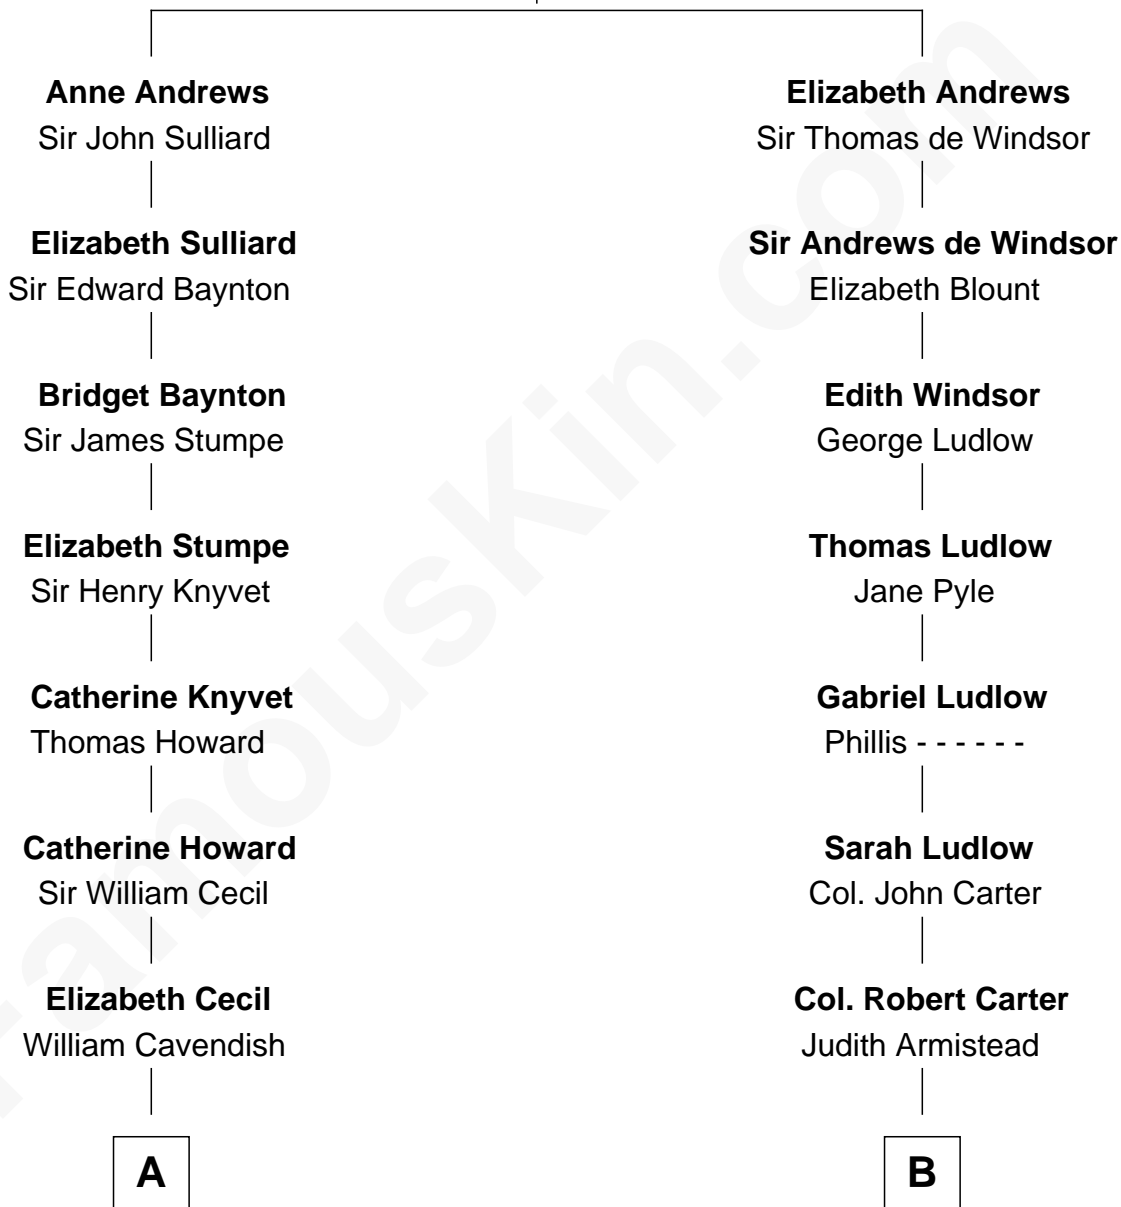 Anne Andrews
Sir John Sulliard
Elizabeth Sulliard
Sir Edward Baynton
Bridget Baynton
Sir James Stumpe
Elizabeth Stumpe
Sir Henry Knyvet
Catherine Knyvet
Thomas Howard
Catherine Howard
Sir William Cecil
Elizabeth Cecil
William Cavendish
A
Elizabeth Andrews
Sir Thomas de Windsor
Sir Andrews de Windsor
Elizabeth Blount
Edith Windsor
George Ludlow
Thomas Ludlow
Jane Pyle
Gabriel Ludlow
Phillis - - - - - -
Sarah Ludlow
Col. John Carter
Col. Robert Carter
Judith Armistead
B
FamousKin.com